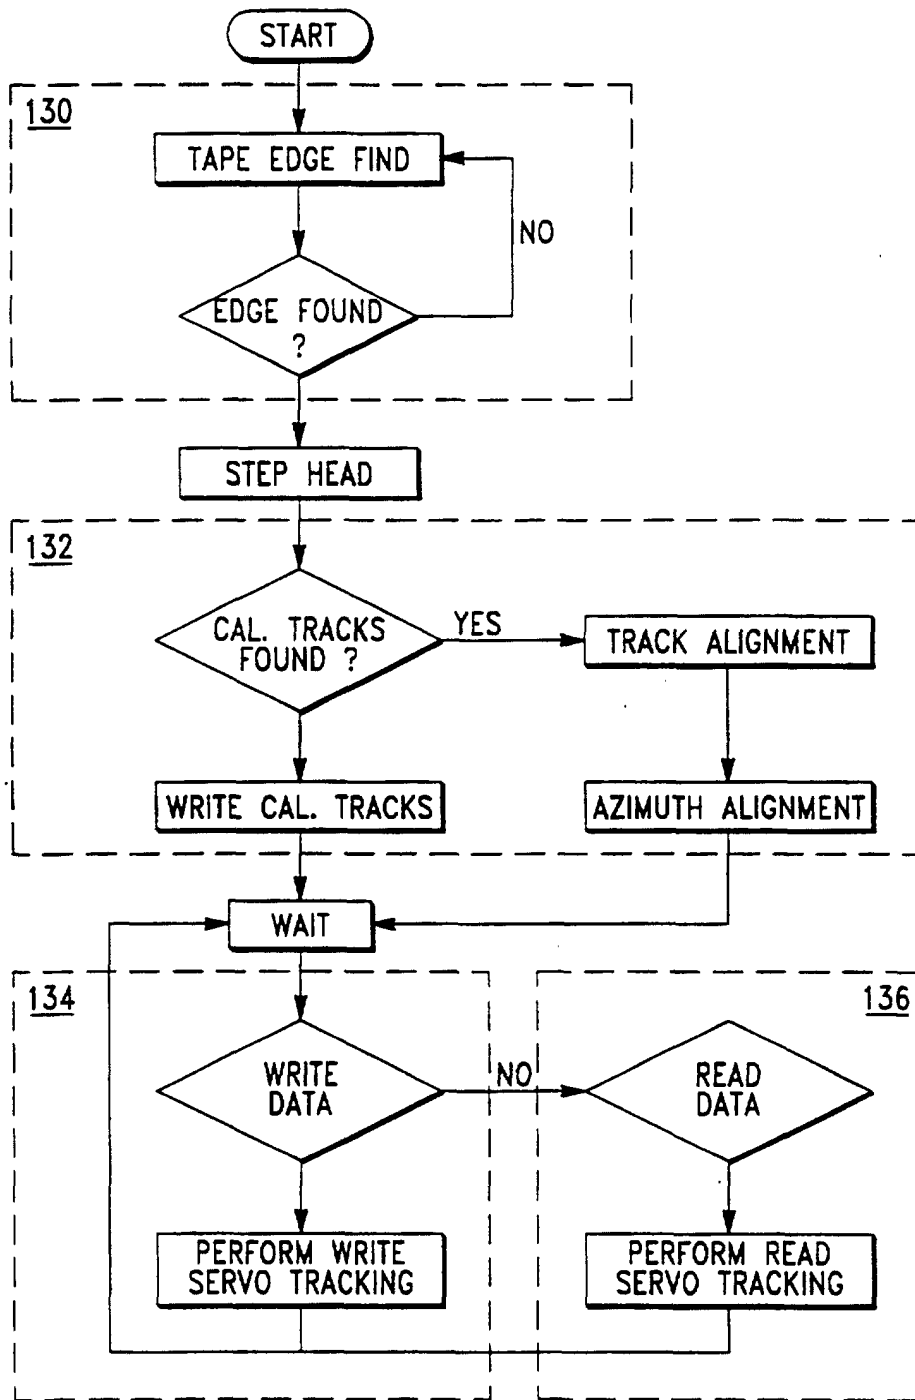 START
130
TAPE EDGE FIND
NO
EDGE FOUND
?
STEP HEAD
132
CAL. TRACKS
FOUND ?
YES
TRACK ALIGNMENT
WRITE CAL. TRACKS
AZIMUTH ALIGNMENT
WAIT
134
136
WRITE
DATA
NO
READ
DATA
PERFORM WRITE
SERVO TRACKING
PERFORM READ
SERVO TRACKING